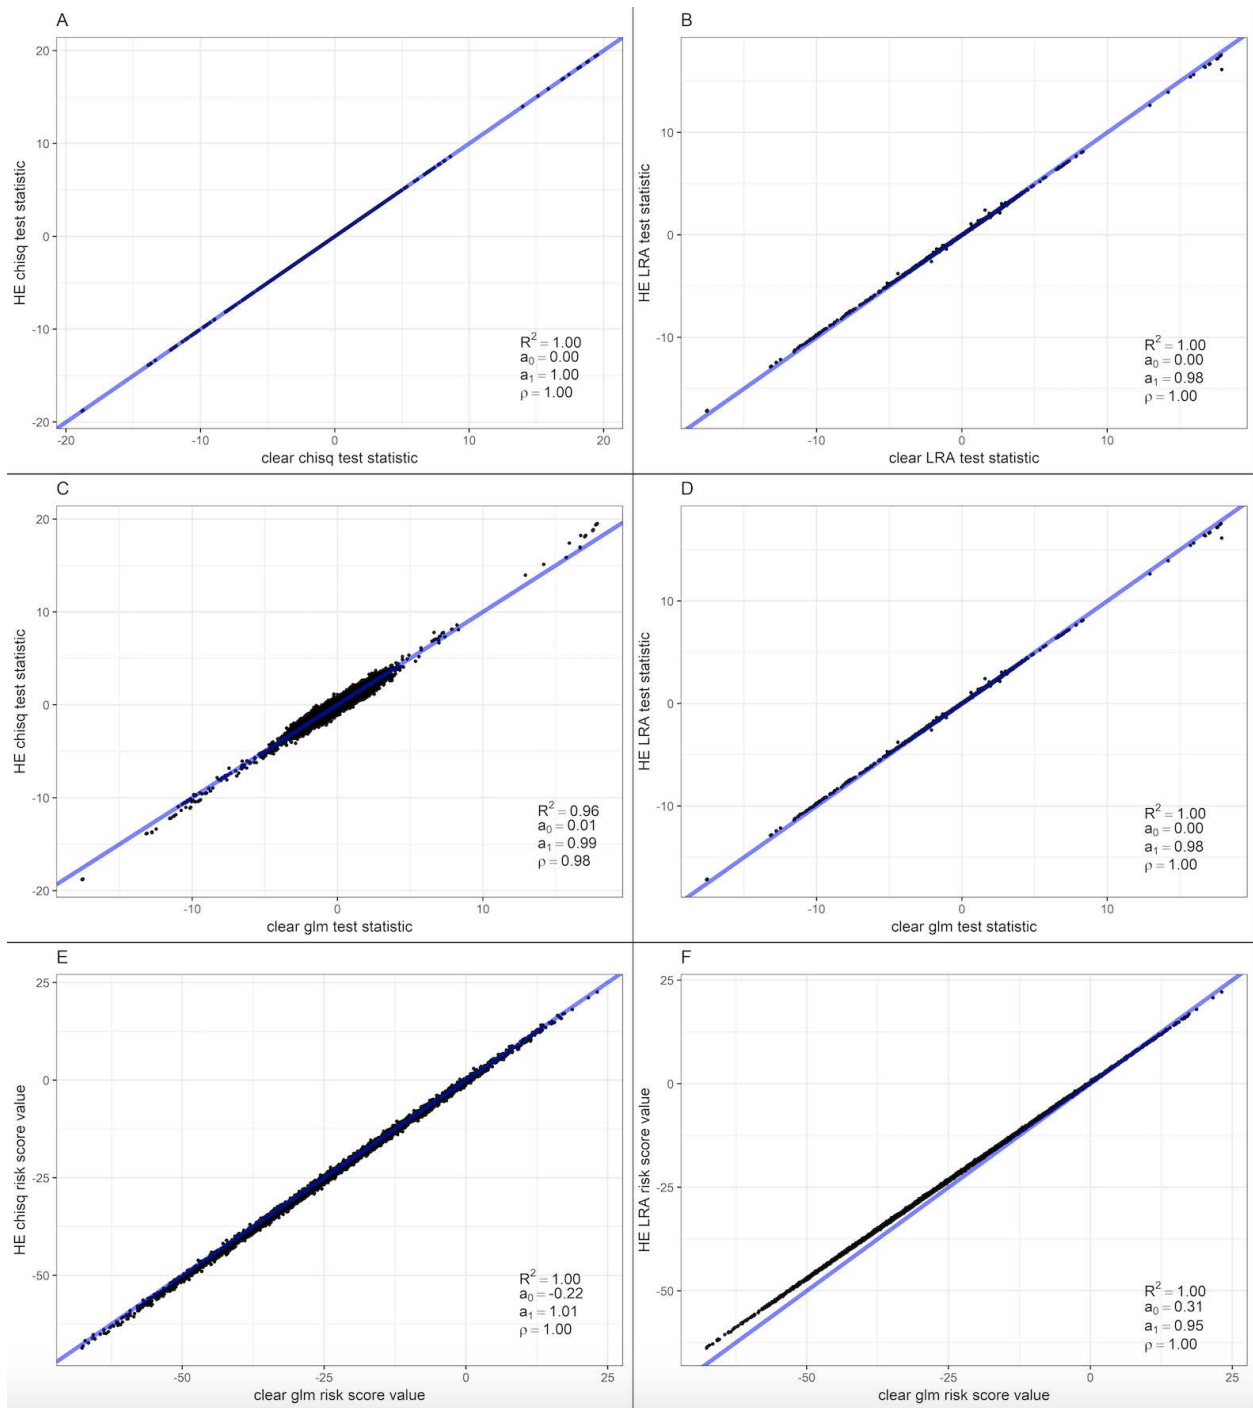 A
HE chisq test statistic
20
10
0
-10
-20
R² = 1.00
a₀ = 0.00
a₁ = 1.00
ρ = 1.00
-20 -10 0 10 20
clear chisq test statistic
B
HE LRA test statistic
10
0
-10
R² = 1.00
a₀ = 0.00
a₁ = 0.98
ρ = 1.00
-10 0 10
clear LRA test statistic
C
HE chisq test statistic
20
10
0
-10
-20
R² = 0.96
a₀ = 0.01
a₁ = 0.99
ρ = 0.98
-10 0 10
clear glm test statistic
D
HE LRA test statistic
10
0
-10
R² = 1.00
a₀ = 0.00
a₁ = 0.98
ρ = 1.00
-10 0 10
clear glm test statistic
E
HE chisq risk score value
25
0
-25
-50
R² = 1.00
a₀ = -0.22
a₁ = 1.01
ρ = 1.00
-50 -25 0 25
clear glm risk score value
F
HE LRA risk score value
25
0
-25
-50
R² = 1.00
a₀ = 0.31
a₁ = 0.95
ρ = 1.00
-50 -25 0 25
clear glm risk score value